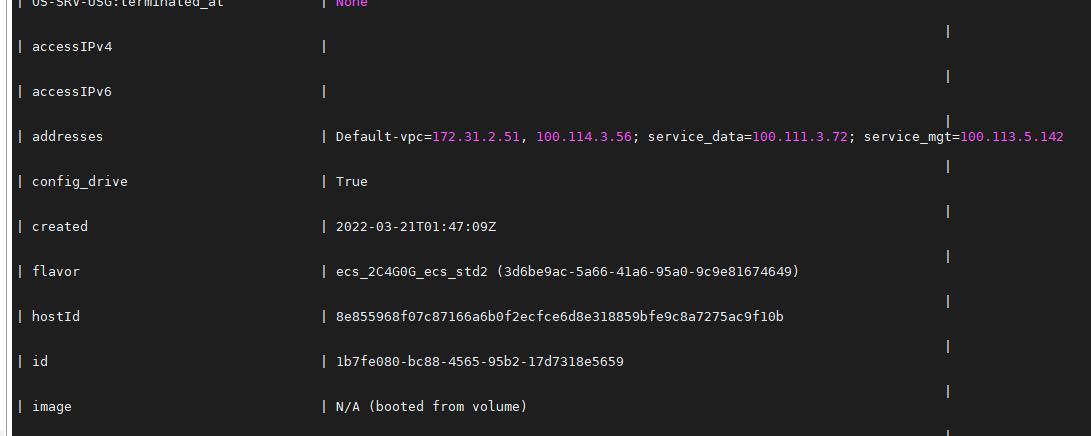 | OS-SRV-USG:terminated_at | None |
| accessIPv4 | |
| accessIPv6 | |
| addresses | Default-vpc=172.31.2.51, 100.114.3.56; service_data=100.111.3.72; service_mgt=100.113.5.142 |
| config_drive | True |
| created | 2022-03-21T01:47:09Z |
| flavor | ecs_2C4G0G_ecs_std2 (3d6be9ac-5a66-41a6-95a0-9c9e81674649) |
| hostId | 8e855968f07c87166a6b0f2ecfce6d8e318859bfe9c8a7275ac9f10b |
| id | 1b7fe080-bc88-4565-95b2-17d7318e5659 |
| image | N/A (booted from volume) |